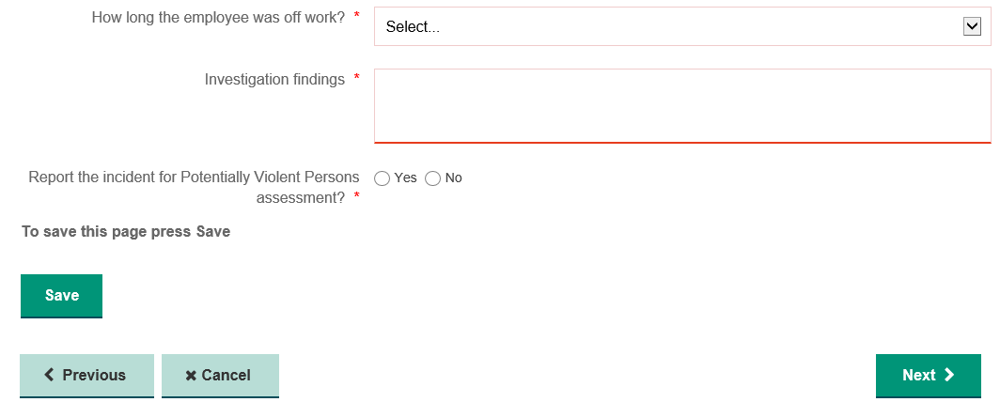 How long the employee was off work? *
Select...
Investigation findings *
Report the incident for Potentially Violent Persons
assessment? *
Yes No
To save this page press Save
Save
Previous
Cancel
Next